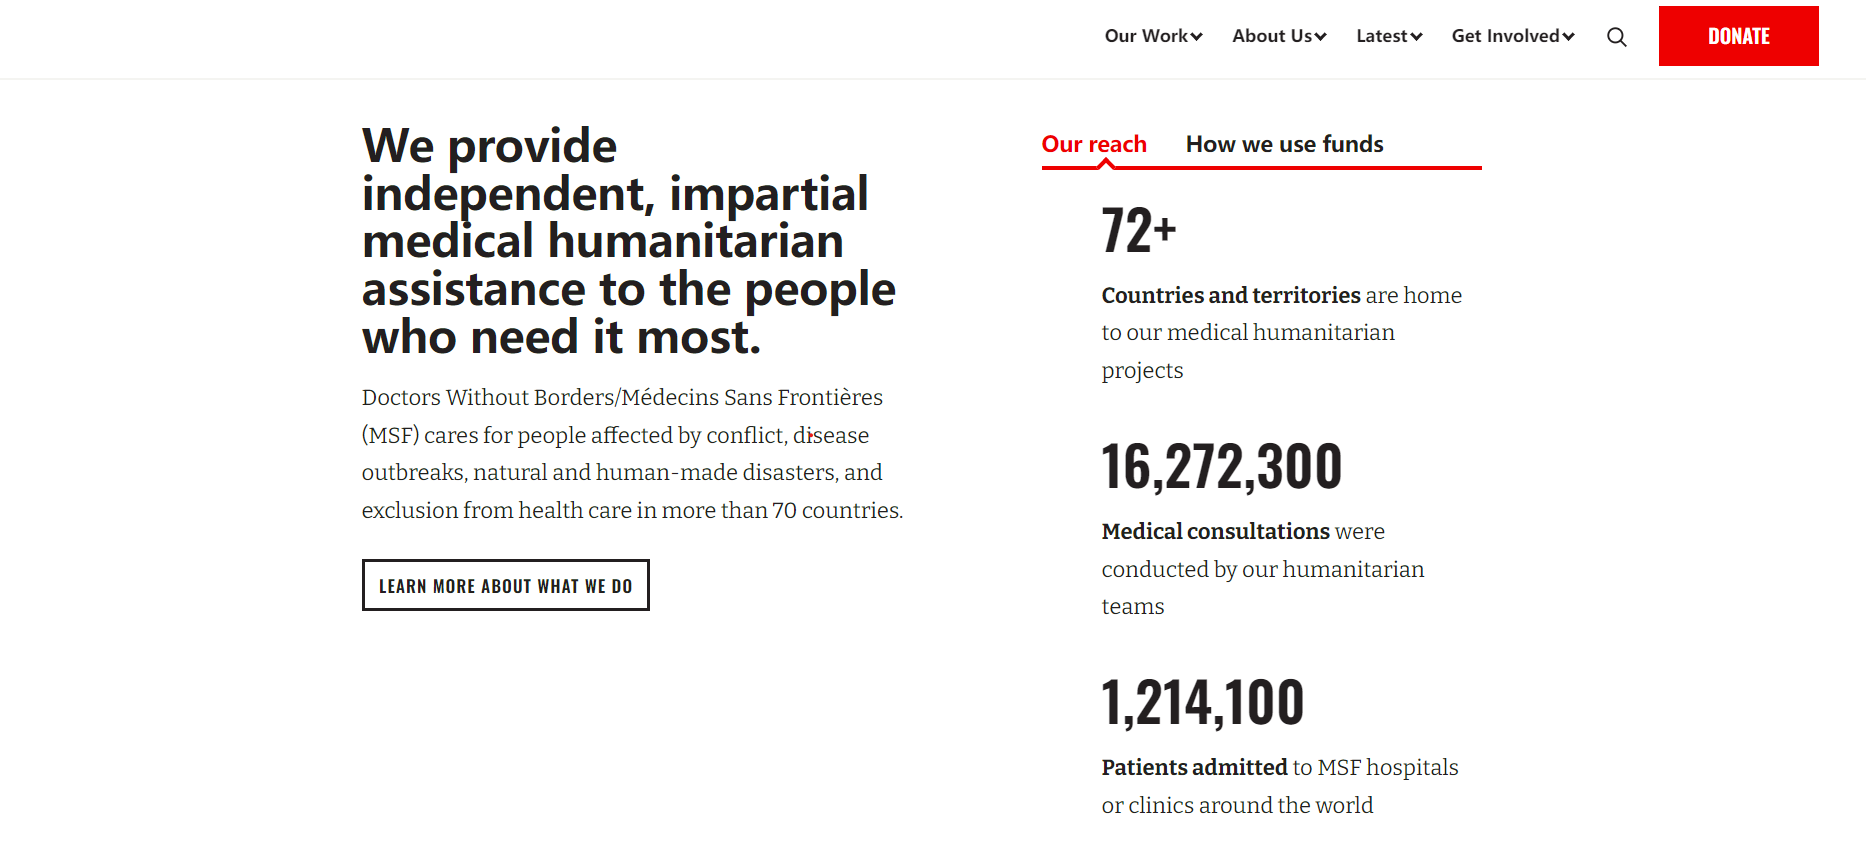 Our Work About Us Latest Get Involved DONATE
We provide
independent, impartial
medical humanitarian
assistance to the people
who need it most.
Doctors Without Borders/Médecins Sans Frontières
(MSF) cares for people affected by conflict, disease
outbreaks, natural and human-made disasters, and
exclusion from health care in more than 70 countries.
LEARN MORE ABOUT WHAT WE DO
Our reach How we use funds
72+
Countries and territories are home
to our medical humanitarian
projects
16,272,300
Medical consultations were
conducted by our humanitarian
teams
1,214,100
Patients admitted to MSF hospitals
or clinics around the world